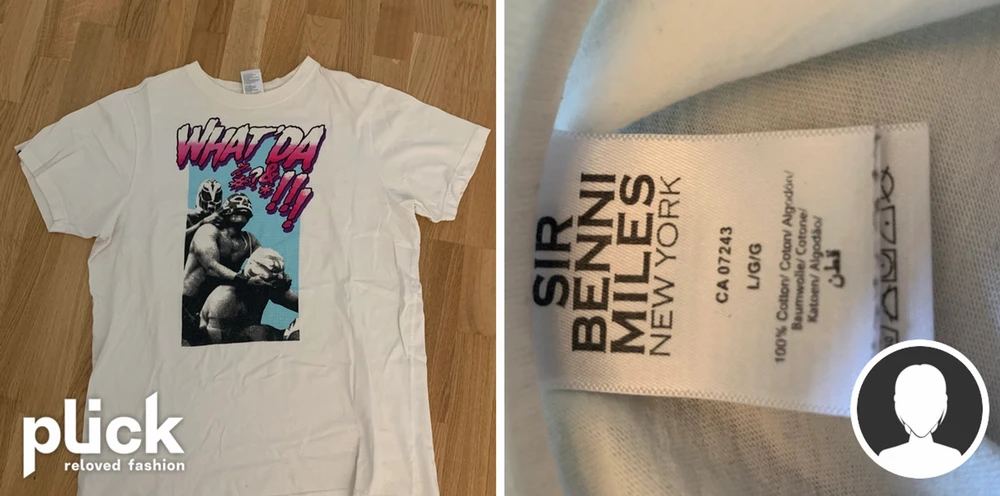 WHAT'DA
?&
#*!!!
plick
reloved fashion
SIR
BENNI
MILES
NEW YORK
CA 07243
L/G/G
100% Cotton/ Coton/ Algodón/
Baumwolle/ Cotone/
Katoen/ Algodão/
قطن